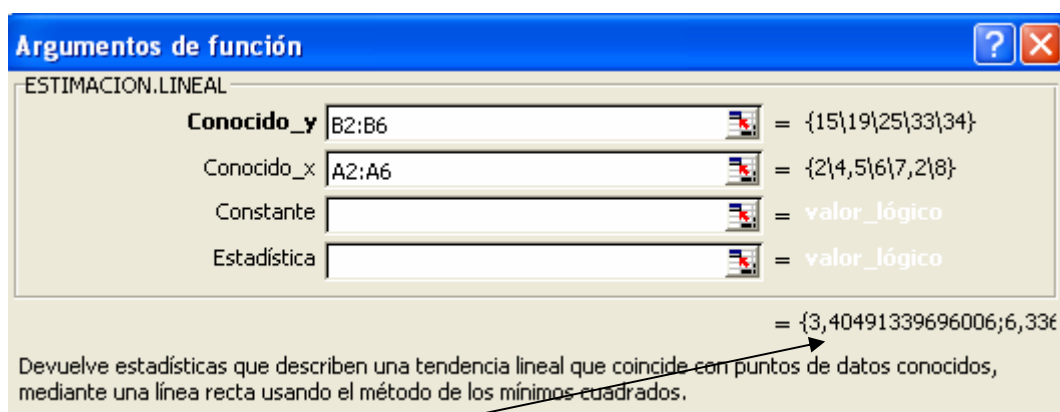 Argumentos de función
ESTIMACION.LINEAL
Conocido_y B2:B6 = {15\19\25\33\34}
Conocido_x A2:A6 = {2\4,5\6\7,2\8}
Constante = valor_lógico
Estadística = valor_lógico
= {3,40491339696006;6,336
Devuelve estadísticas que describen una tendencia lineal que coincide con puntos de datos conocidos,
mediante una línea recta usando el método de los mínimos cuadrados.